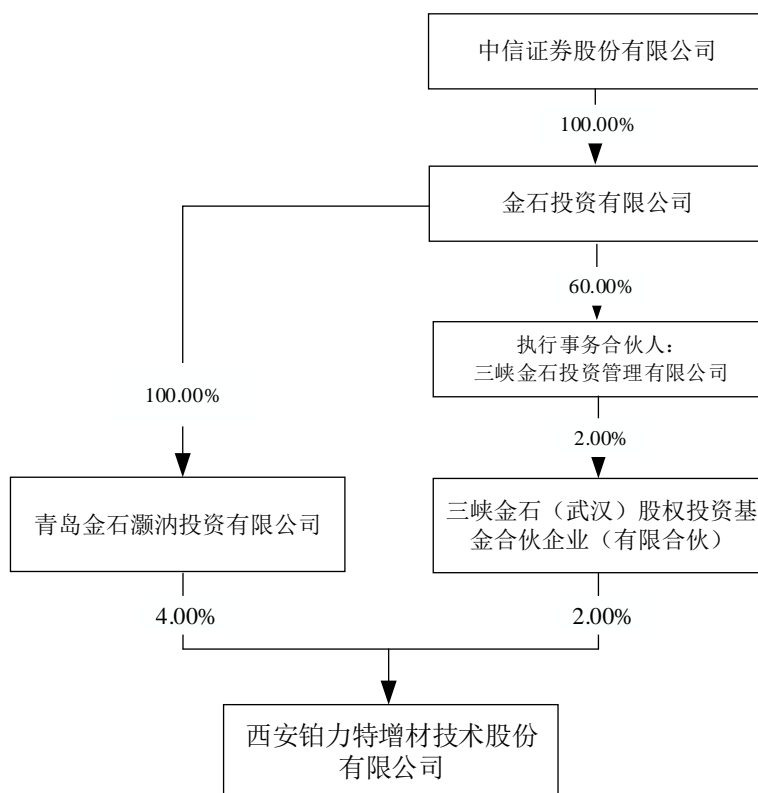 中信证券股份有限公司
100.00%
金石投资有限公司
60.00%
执行事务合伙人：
三峡金石投资管理有限公司
100.00%
2.00%
青岛金石灏汭投资有限公司
三峡金石（武汉）股权投资基
金合伙企业（有限合伙）
4.00%
2.00%
西安铂力特增材技术股份
有限公司